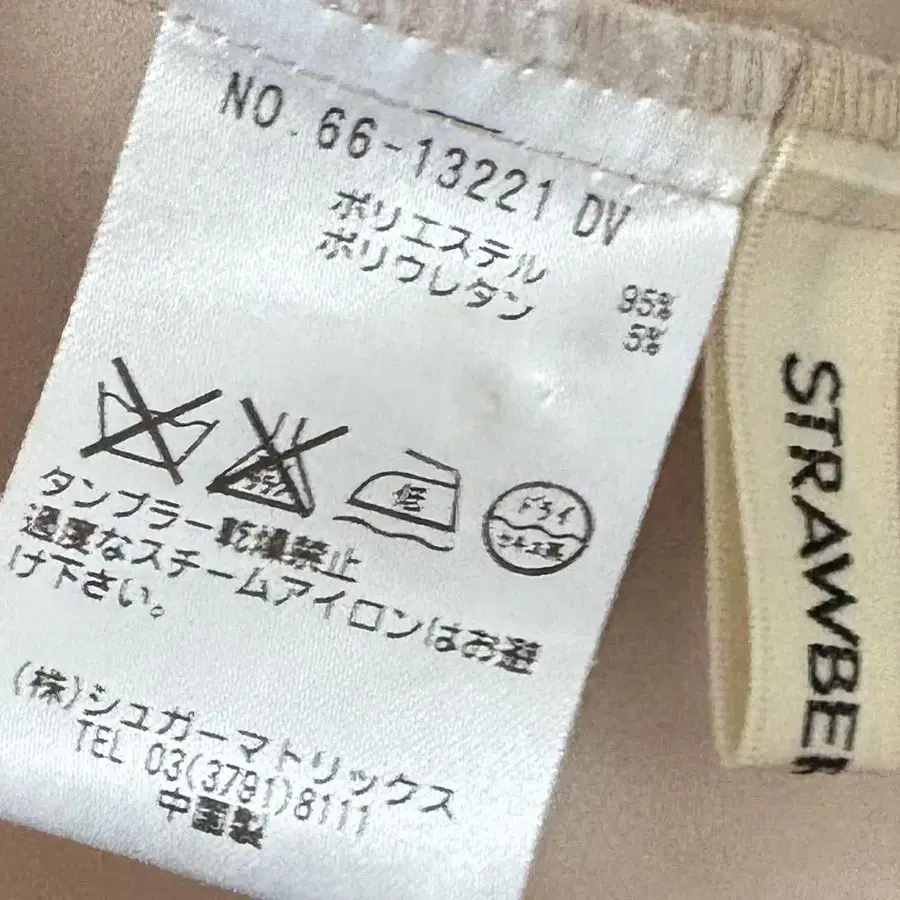 NO. 66-13221 DV
ポリエステル 95%
ポリウレタン 5%
低
ドライ
タンブラー乾燥禁止
過度なスチームアイロンはお避
け下さい。
(株)シュガーマトリックス
TEL 03(3781)8111
中国製
STRAWBER